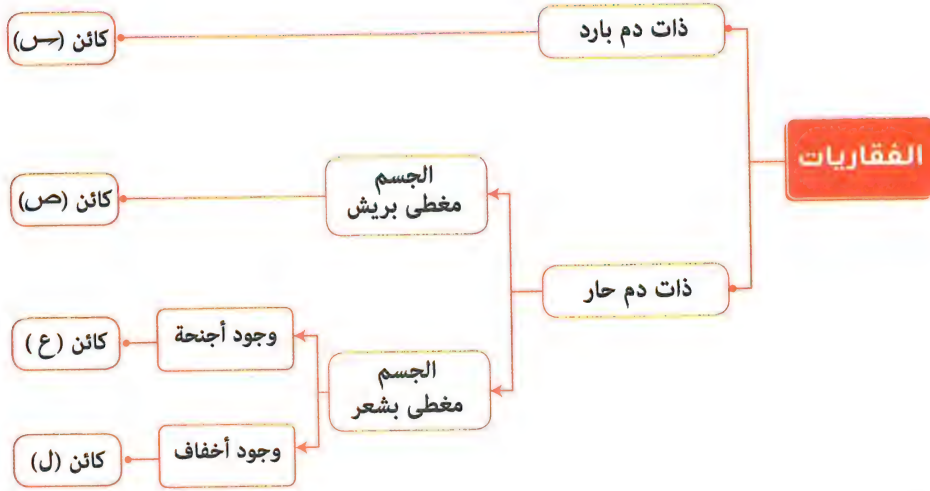 الفقاريات
ذات دم بارد
كائن (س)
ذات دم حار
الجسم
مغطى بريش
كائن (ص)
الجسم
مغطى بشعر
وجود أجنحة
كائن (ع)
وجود أخفاف
كائن (ل)